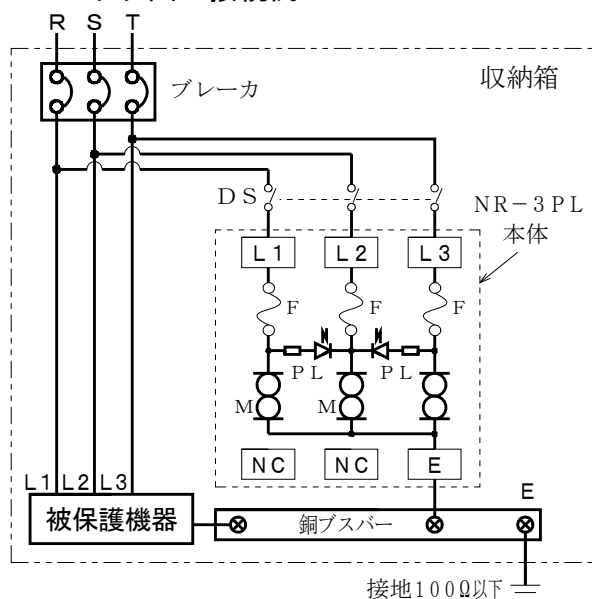 R S T
ブレーカ
収納箱
DS
NR-3PL
本体
L1 L2 L3
F F F
PL PL
M M
NC NC E
L1 L2 L3
E
被保護機器
銅ブスバー
接地100Ω以下